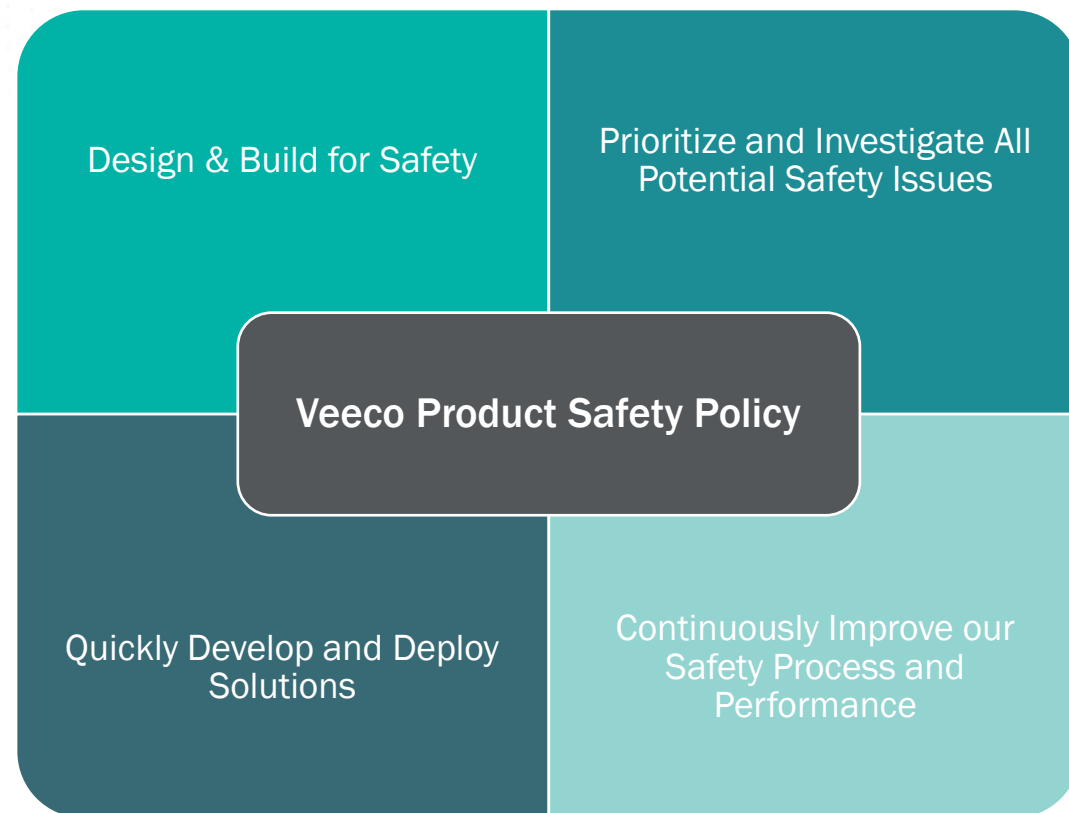 Design & Build for Safety
Prioritize and Investigate All
Potential Safety Issues
Veeco Product Safety Policy
Quickly Develop and Deploy
Solutions
Continuously Improve our
Safety Process and
Performance